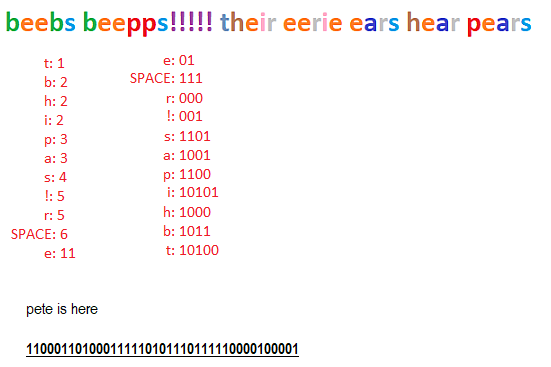 beebs beepps!!!!! their eerie ears hear pears
t: 1
b: 2
h: 2
i: 2
p: 3
a: 3
s: 4
!: 5
r: 5
SPACE: 6
e: 11
e: 01
SPACE: 111
r: 000
!: 001
s: 1101
a: 1001
p: 1100
i: 10101
h: 1000
b: 1011
t: 10100
pete is here
110001101000111110101110111110000100001